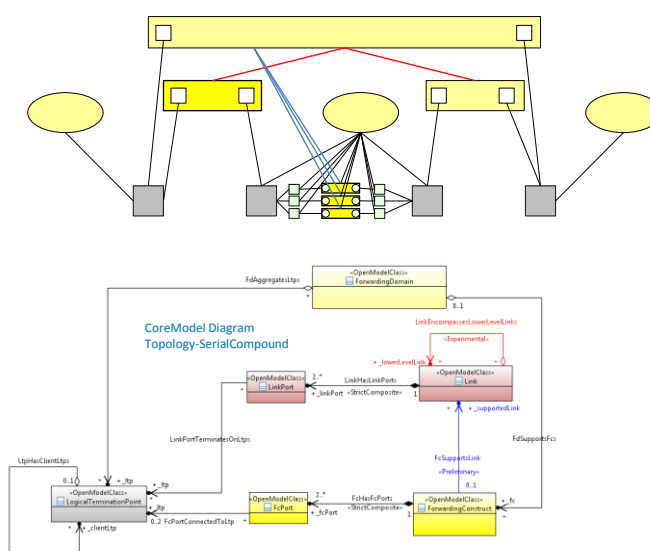 «OpenModelClass»
ForwardingDomain
FdAggregatesLtps
*
*
0..1
CoreModel Diagram
Topology-SerialCompound
LinkEncompassesLowerLevelLinks
«Experimental»
+ _lowerLevelLink
*
*
«OpenModelClass»
Link
«OpenModelClass»
LinkPort
2..*
LinkHasLinkPorts
+ _linkPort
«StrictComposite»
1
*
*
+ _supportedLink
LinkPortTerminatesOnLtps
FdSupportsFcs
FcSupportsLink
«Preliminary»
0..1
LtpHasClientLtps
0..1
*
+ _ltp
+ _ltp
*
«OpenModelClass»
LogicalTerminationPoint
+ _ltp
0..2
FcPortConnectedToLtp
*
«OpenModelClass»
FcPort
2..*
FcHasFcPorts
+ _fcPort
«StrictComposite»
1
«OpenModelClass»
ForwardingConstruct
+ _fc
*
*
+ _clientLtp